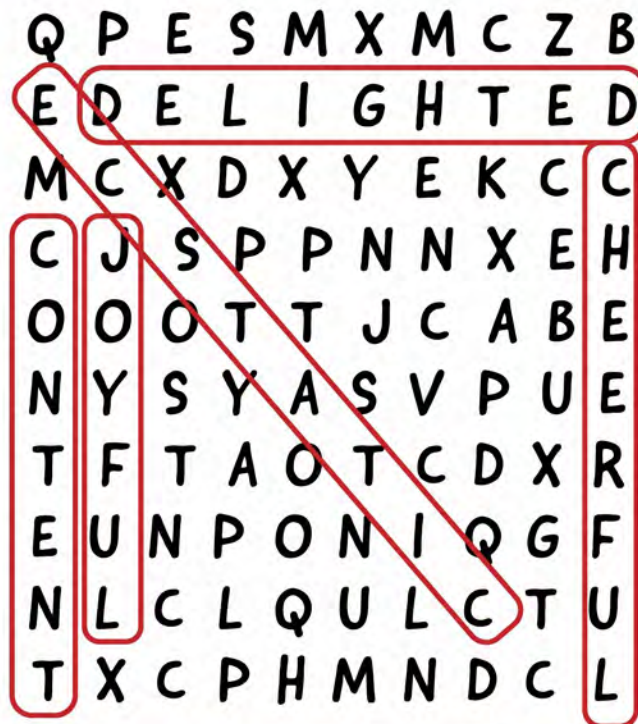 Q P E S M X M C Z B
E D E L I G H T E D
M C X D X Y E K C C
C J S P P N N X E H
O O O T T J C A B E
N Y S Y A S V P U E
T F T A O T C D X R
E U N P O N I Q G F
N L C L Q U L C T U
T X C P H M N D C L